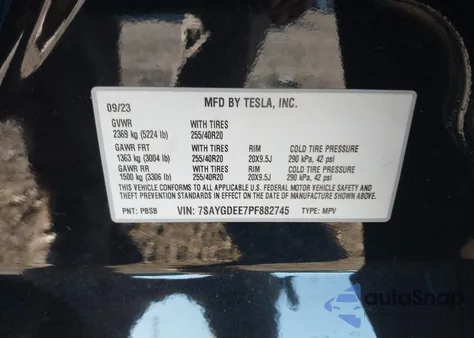 09/23 MFD BY TESLA, INC.
GVWR WITH TIRES
2369 kg (5224 lb) 255/40R20
GAWR FRT WITH TIRES RIM COLD TIRE PRESSURE
1363 kg (3004 lb) 255/40R20 20X9.5J 290 kPa, 42 psi
GAWR RR WITH TIRES RIM COLD TIRE PRESSURE
1500 kg (3306 lb) 255/40R20 20X9.5J 290 kPa, 42 psi
THIS VEHICLE CONFORMS TO ALL APPLICABLE U.S. FEDERAL MOTOR VEHICLE SAFETY AND
THEFT PREVENTION STANDARDS IN EFFECT ON THE DATE OF MANUFACTURE SHOWN ABOVE.
PNT: PBSB VIN: 7SAYGDEE7PF882745 TYPE: MPV
autoSnap